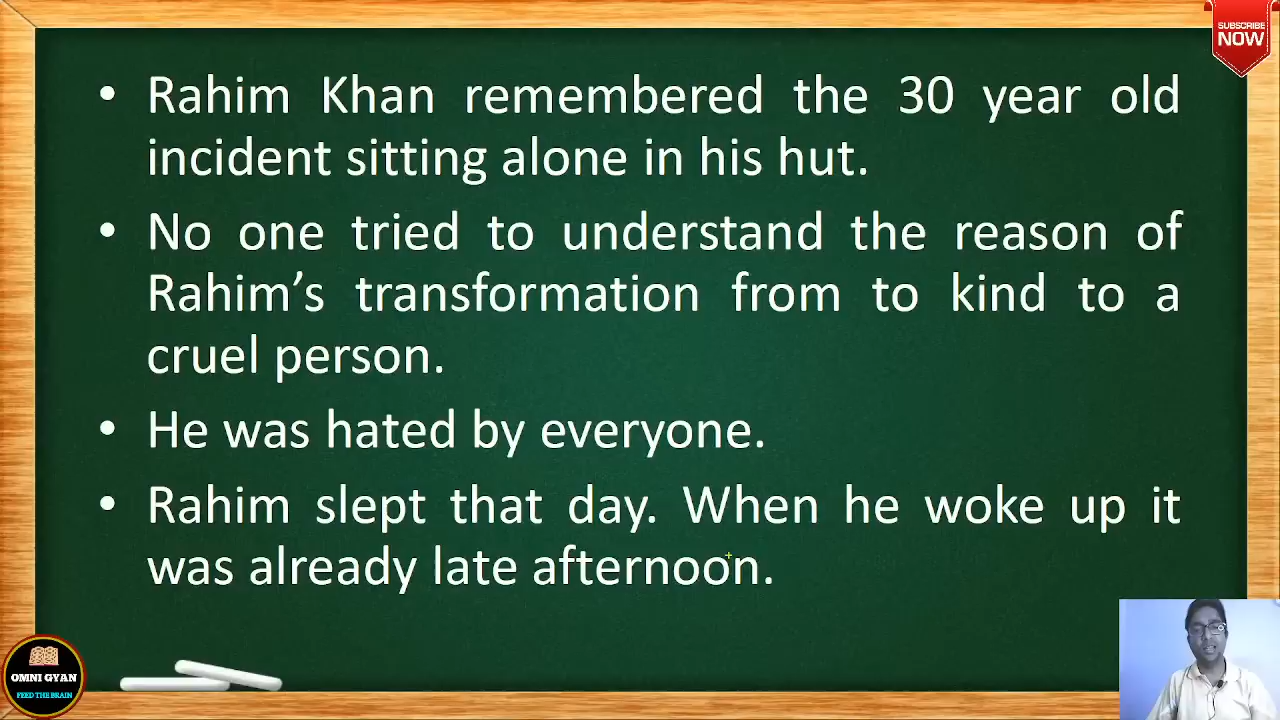 SUBSCRIBE
NOW
• Rahim Khan remembered the 30 year old
incident sitting alone in his hut.
• No one tried to understand the reason of
Rahim’s transformation from to kind to a
cruel person.
• He was hated by everyone.
• Rahim slept that day. When he woke up it
was already late afternoon.
OMNI GYAN
FEED THE BRAIN